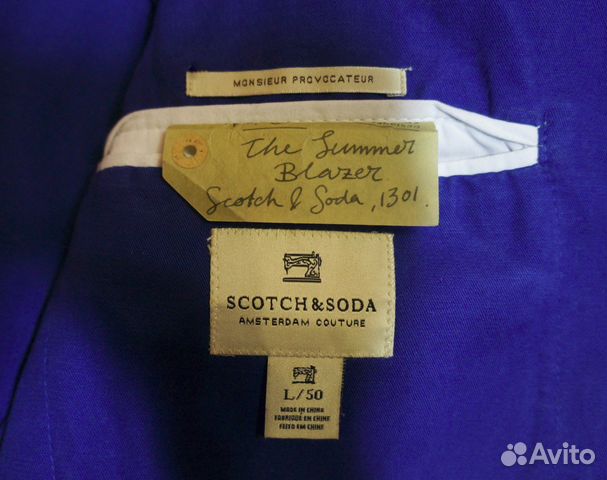 MONSIEUR PROVOCATEUR
The Summer
Blazer
Scotch & Soda, 1301.
SCOTCH & SODA
AMSTERDAM COUTURE
L/50
MADE IN CHINA
FABRIQUÉ EN CHINE
FEITO EM CHINA
Avito